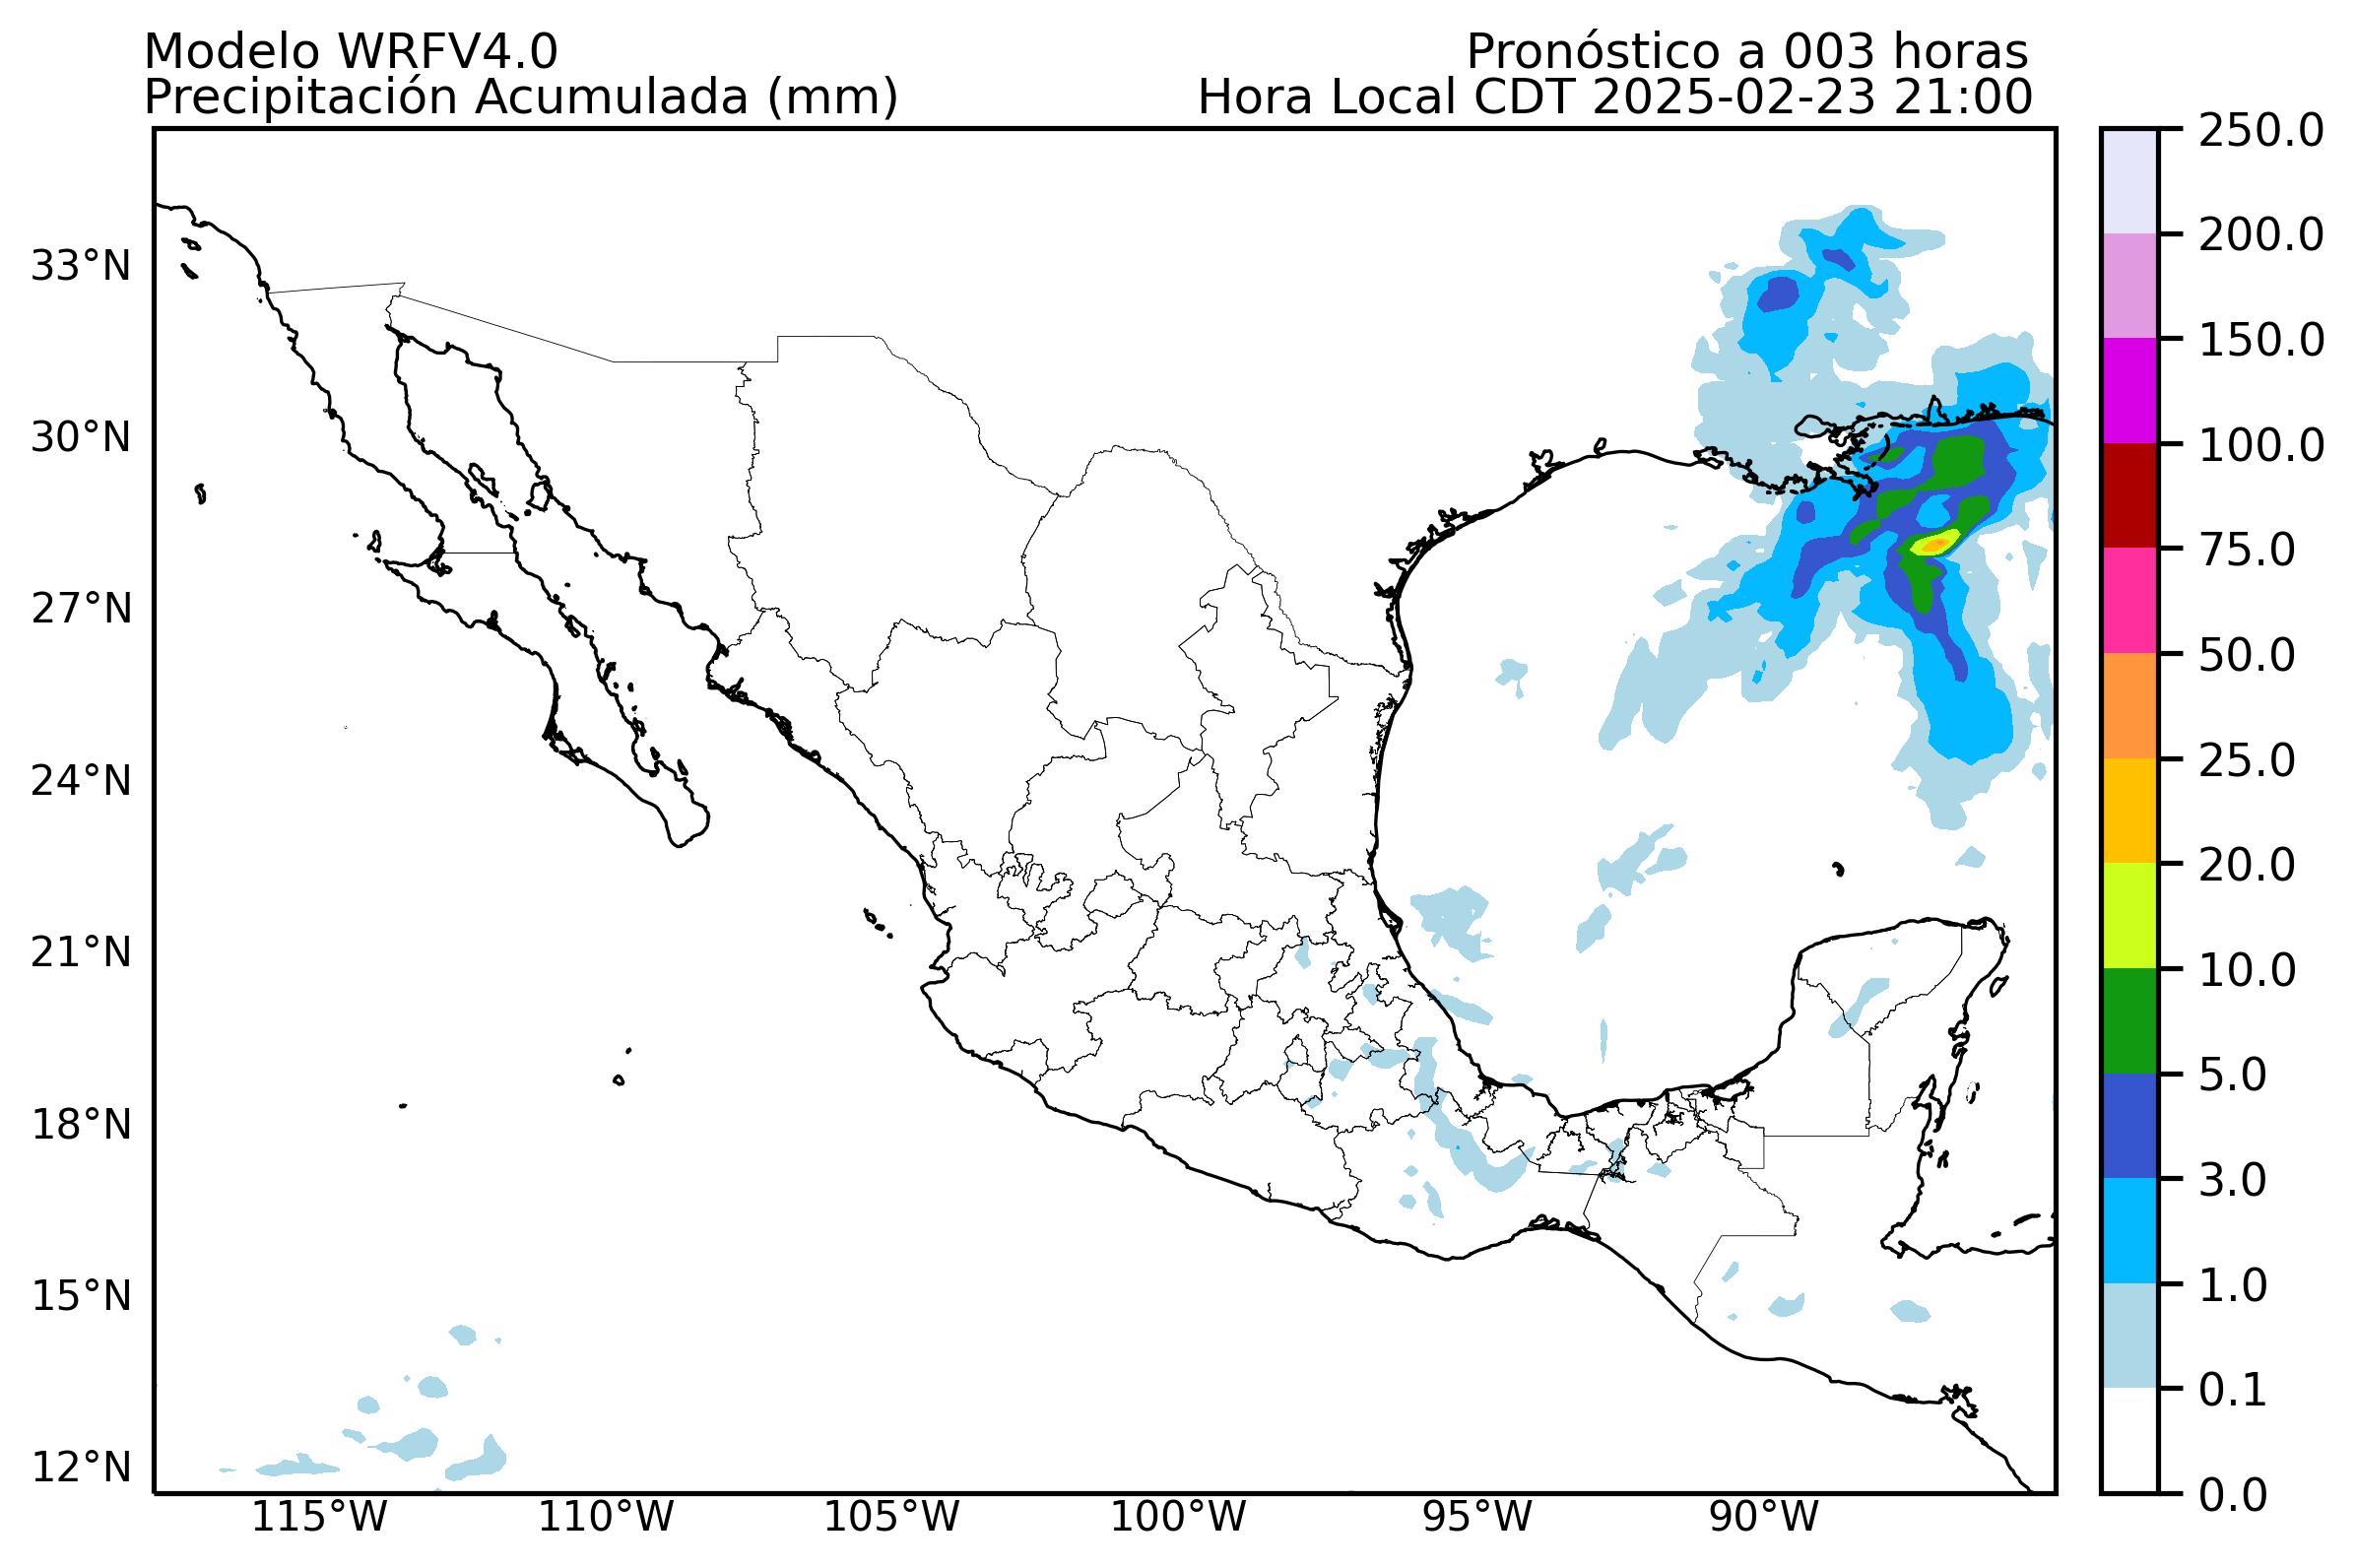 Modelo WRFV4.0
Pronóstico a 003 horas
Precipitación Acumulada (mm)
Hora Local CDT 2025-02-23 21:00
33°N
30°N
27°N
24°N
21°N
18°N
15°N
12°N
115°W
110°W
105°W
100°W
95°W
90°W
250.0
200.0
150.0
100.0
75.0
50.0
25.0
20.0
10.0
5.0
3.0
1.0
0.1
0.0